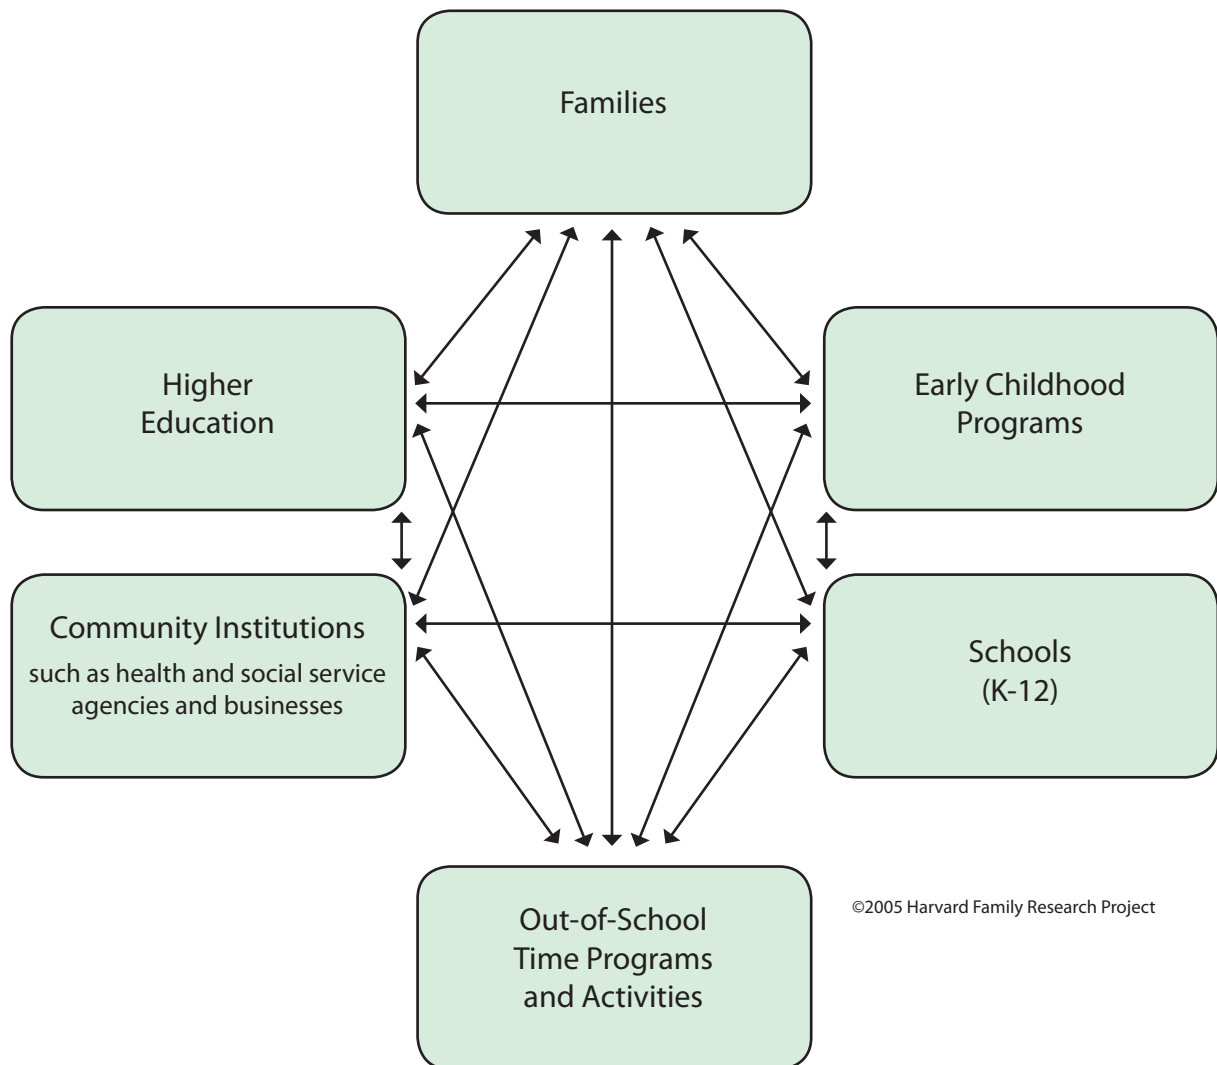 Families
Higher
Education
Early Childhood
Programs
Community Institutions
such as health and social service
agencies and businesses
Schools
(K-12)
Out-of-School
Time Programs
and Activities
©2005 Harvard Family Research Project